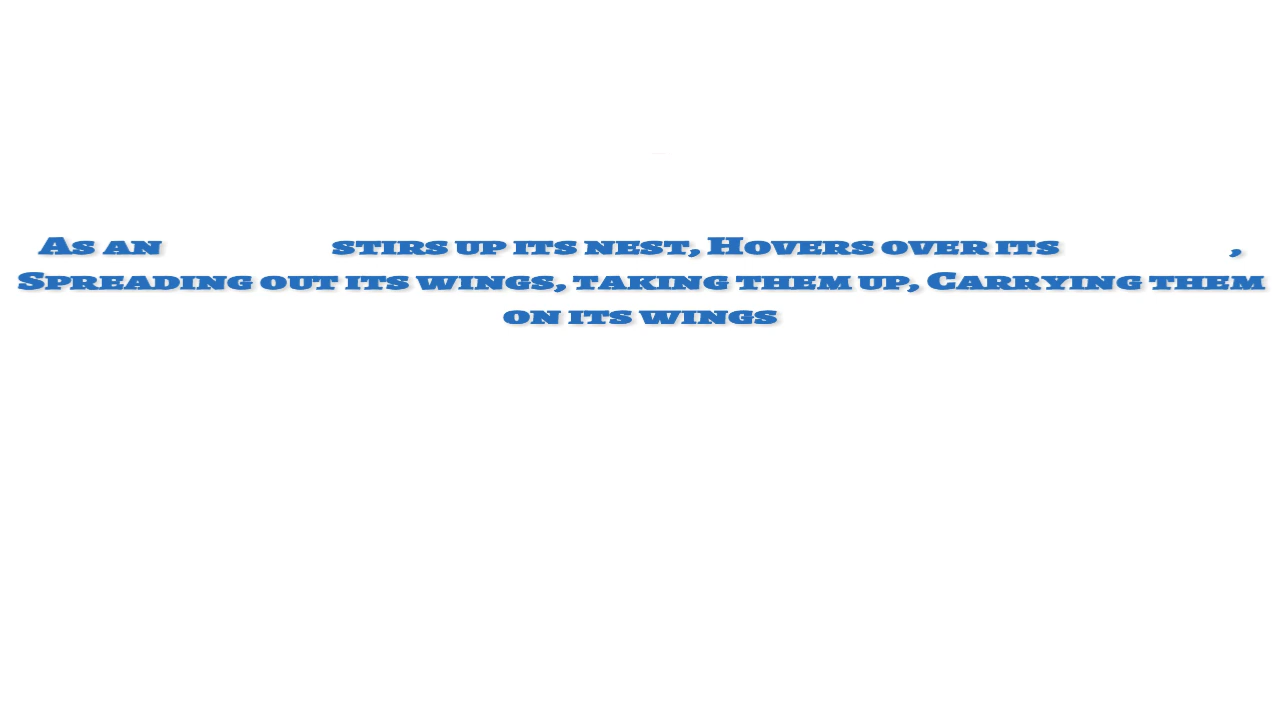 As an stirs up its nest, Hovers over its ,
Spreading out its wings, taking them up, Carrying them
on its wings